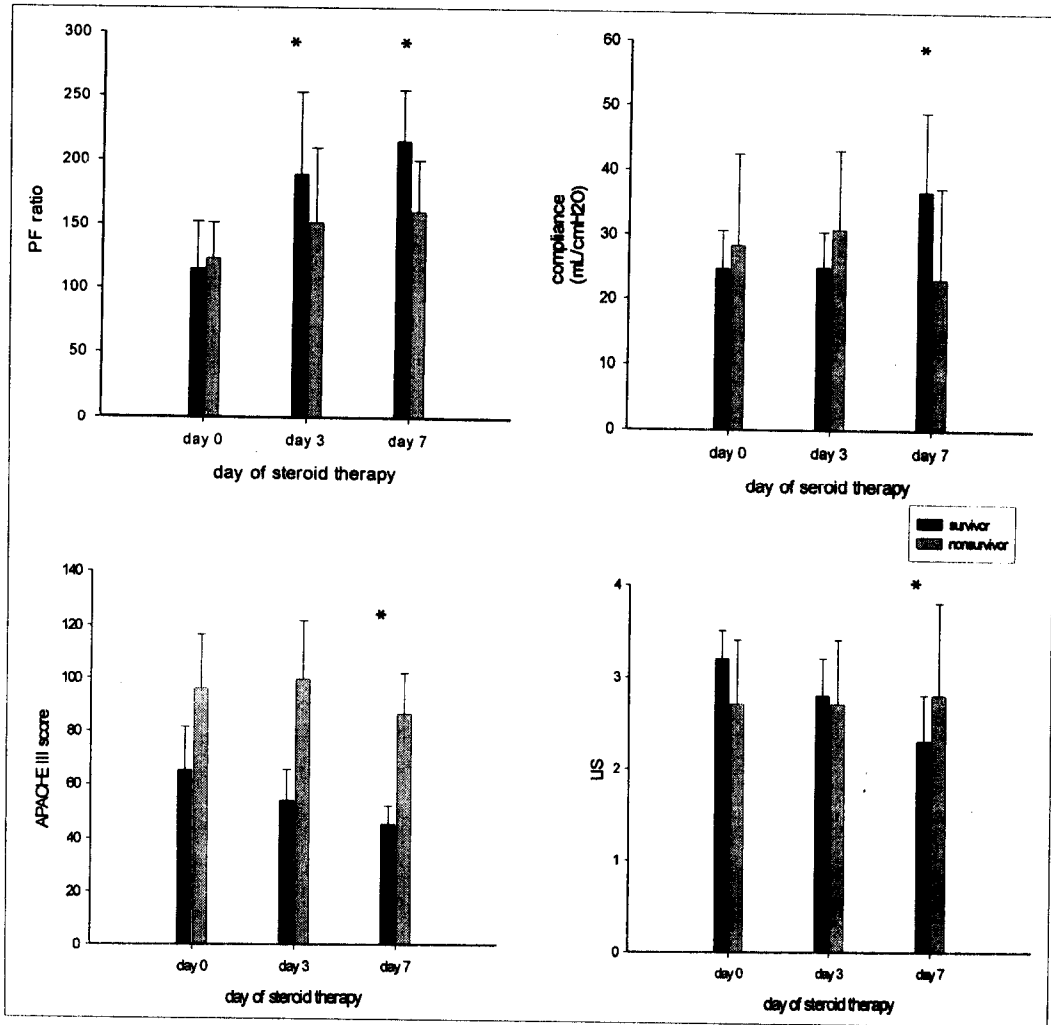 300
250
200
150
100
50
0
PF ratio
* *
day 0 day 3 day 7
day of steroid therapy
60
50
40
30
20
10
0
compliance
(mL/cmH2O)
*
day 0 day 3 day 7
day of seroid therapy
survivor
nonsurvivor
140
120
100
80
60
40
20
0
APACHE III score
*
day 0 day 3 day 7
day of steroid therapy
4
3
2
1
0
LIS
*
day 0 day 3 day 7
day of steroid therapy